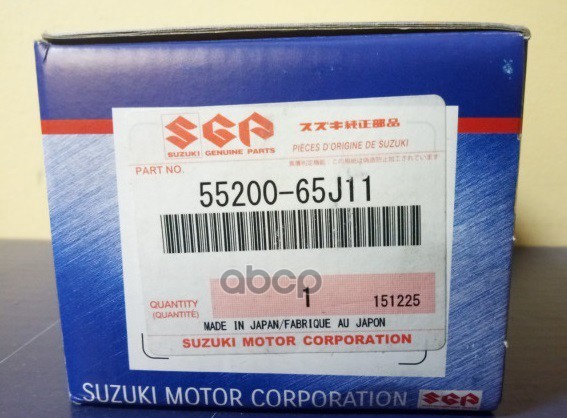 SGP
SUZUKI GENUINE PARTS
スズキ純正部品
PIÈCES D'ORIGINE DE SUZUKI
PART NO.
55200-65J11
abcp
QUANTITY
(QUANTITÉ)
1
151225
MADE IN JAPAN/FABRIQUE AU JAPON
SUZUKI MOTOR CORPORATION
SUZUKI MOTOR CORPORATION
SGP